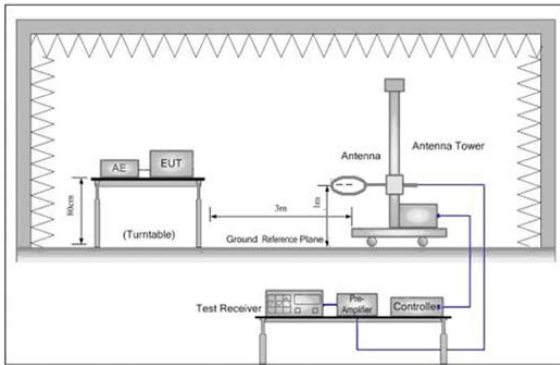 Antenna
Antenna Tower
AE
EUT
80cm
(Turntable)
3m
1m
Ground Reference Plane
Test Receiver
Pre-
Amplifier
Controller